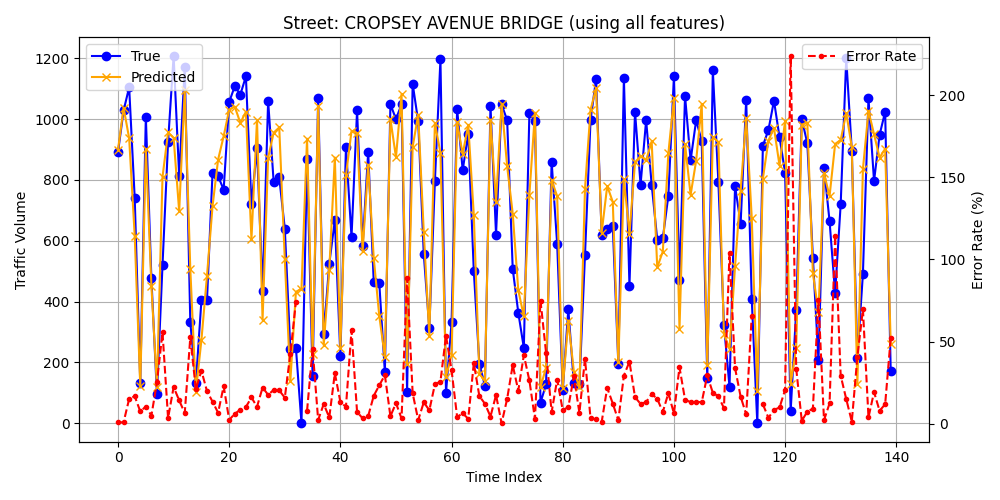 Street: CROPSEY AVENUE BRIDGE (using all features)
True
Predicted
Error Rate
1200
1000
800
600
400
200
0
Traffic Volume
200
150
100
50
0
Error Rate (%)
0 20 40 60 80 100 120 140
Time Index